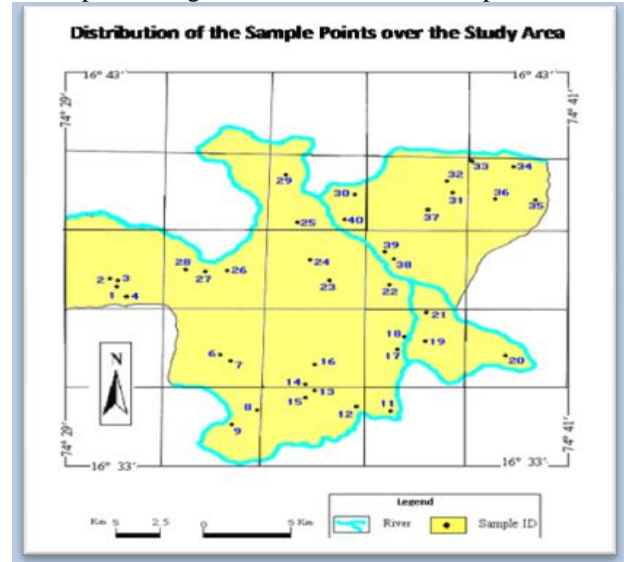 Distribution of the Sample Points over the Study Area
16° 43' 16° 43'
74° 29' 74° 41'
33 34
29 32
30 31 36 35
37
25 40
39
24 38
28 27 26
2 3 23 22
1 4
21
18
6 7 17 19
16 20
14 13
15
8 12 11
9
N
74° 29' 74° 41'
16° 33' 16° 33'
Legend
Km 5 2.5 0 5 Km
River Sample ID